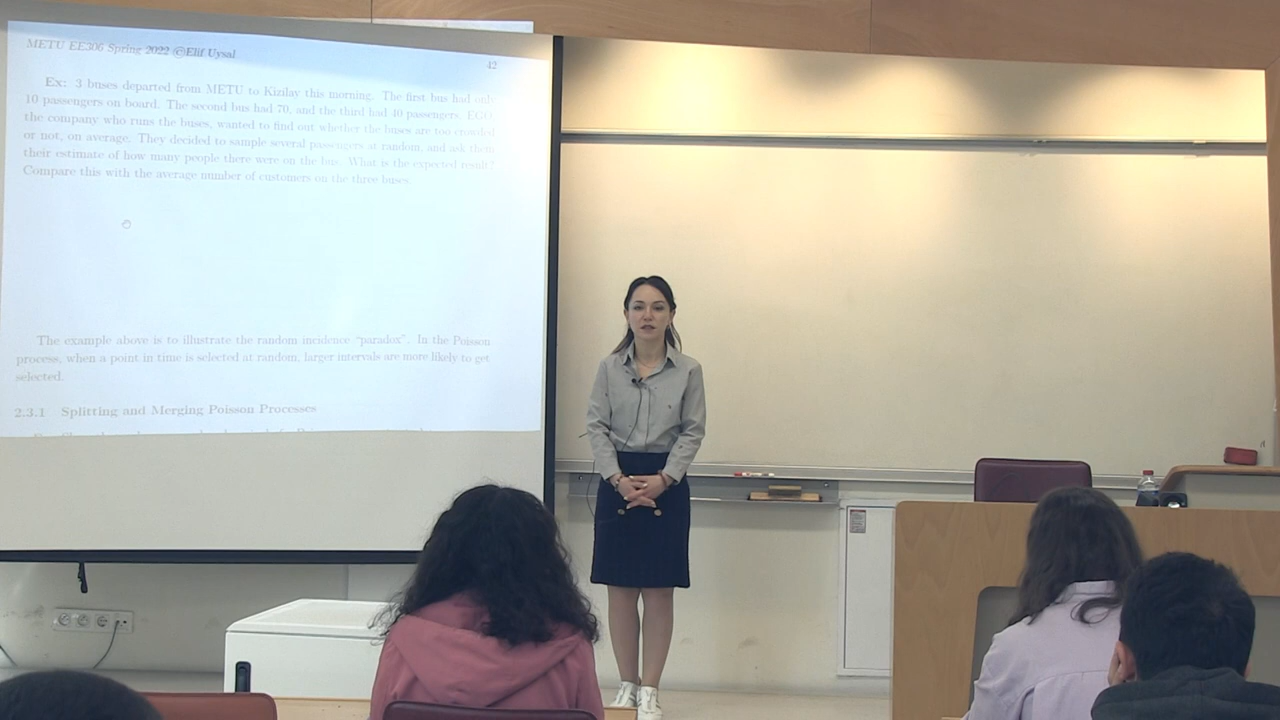 METU EE306 Spring 2022 ©Elif Uysal
42
Ex: 3 buses departed from METU to Kizilay this morning. The first bus had only
10 passengers on board. The second bus had 70, and the third had 40 passengers. EGO,
the company who runs the buses, wanted to find out whether the buses are too crowded
or not, on average. They decided to sample several passengers at random, and ask them
their estimate of how many people there were on the bus. What is the expected result?
Compare this with the average number of customers on the three buses.
The example above is to illustrate the random incidence “paradox”. In the Poisson
process, when a point in time is selected at random, larger intervals are more likely to get
selected.
2.3.1 Splitting and Merging Poisson Processes